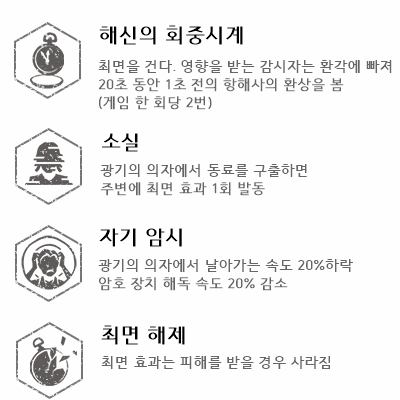 해신의 회중시계
최면을 건다. 영향을 받는 감시자는 환각에 빠져
20초 동안 1초 전의 항해사의 환상을 봄
(게임 한 회당 2번)
소실
광기의 의자에서 동료를 구출하면
주변에 최면 효과 1회 발동
자기 암시
광기의 의자에서 날아가는 속도 20%하락
암호 장치 해독 속도 20% 감소
최면 해제
최면 효과는 피해를 받을 경우 사라짐